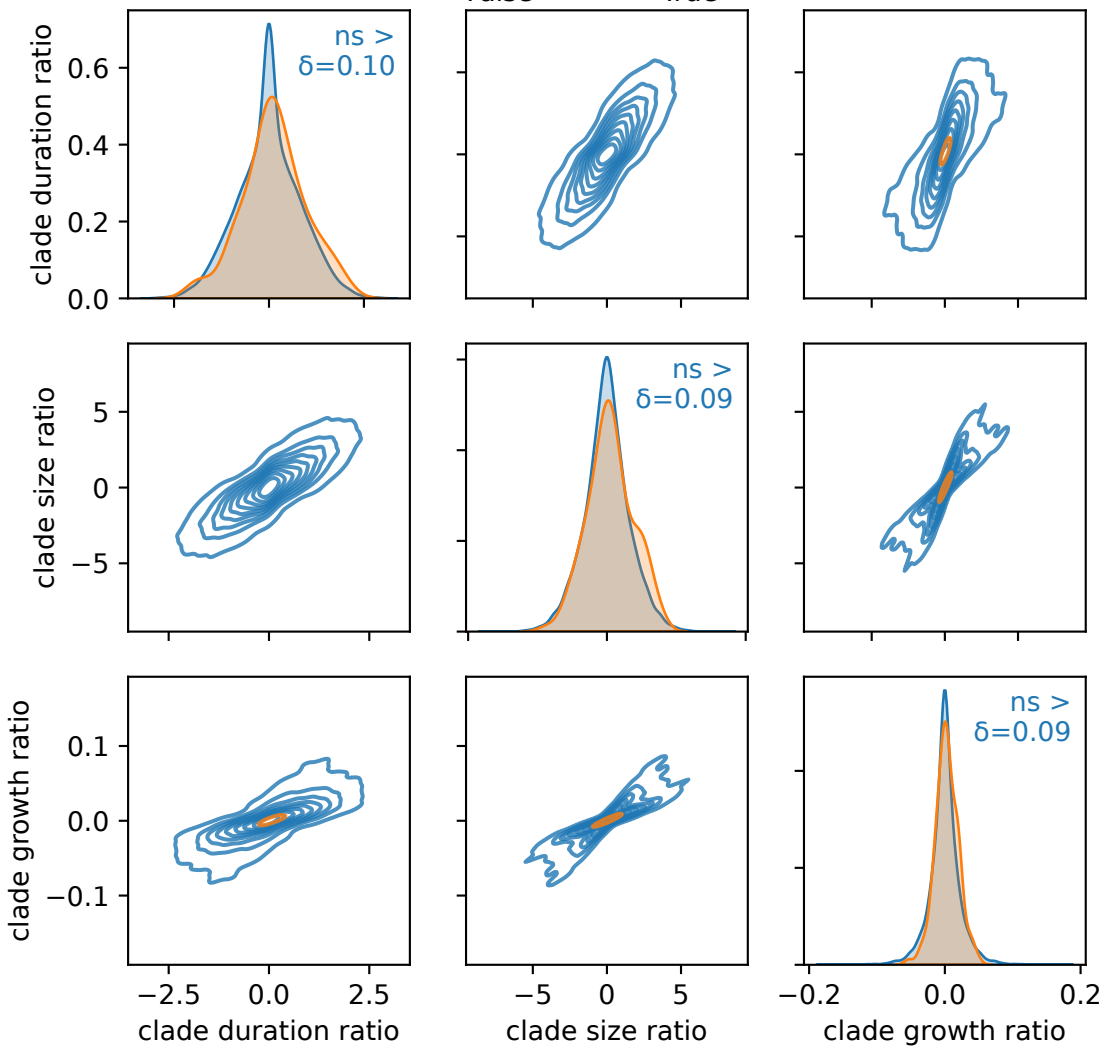 clade duration ratio
0.6
0.4
0.2
0.0
ns >
δ=0.10
clade size ratio
5
0
−5
ns >
δ=0.09
clade growth ratio
0.1
0.0
−0.1
ns >
δ=0.09
−2.5 0.0 2.5
−5 0 5
−0.2 0.0 0.2
clade duration ratio
clade size ratio
clade growth ratio